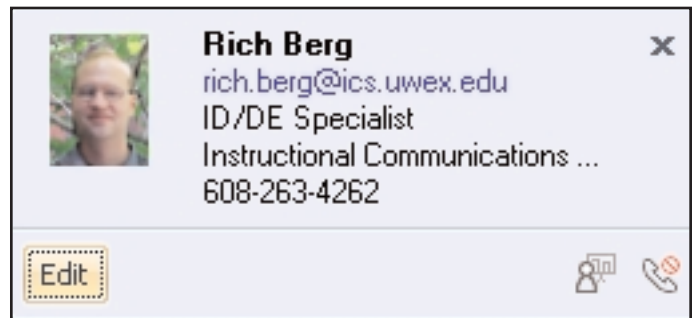 Rich Berg
rich.berg@ics.uwex.edu
ID/DE Specialist
Instructional Communications ...
608-263-4262
Edit